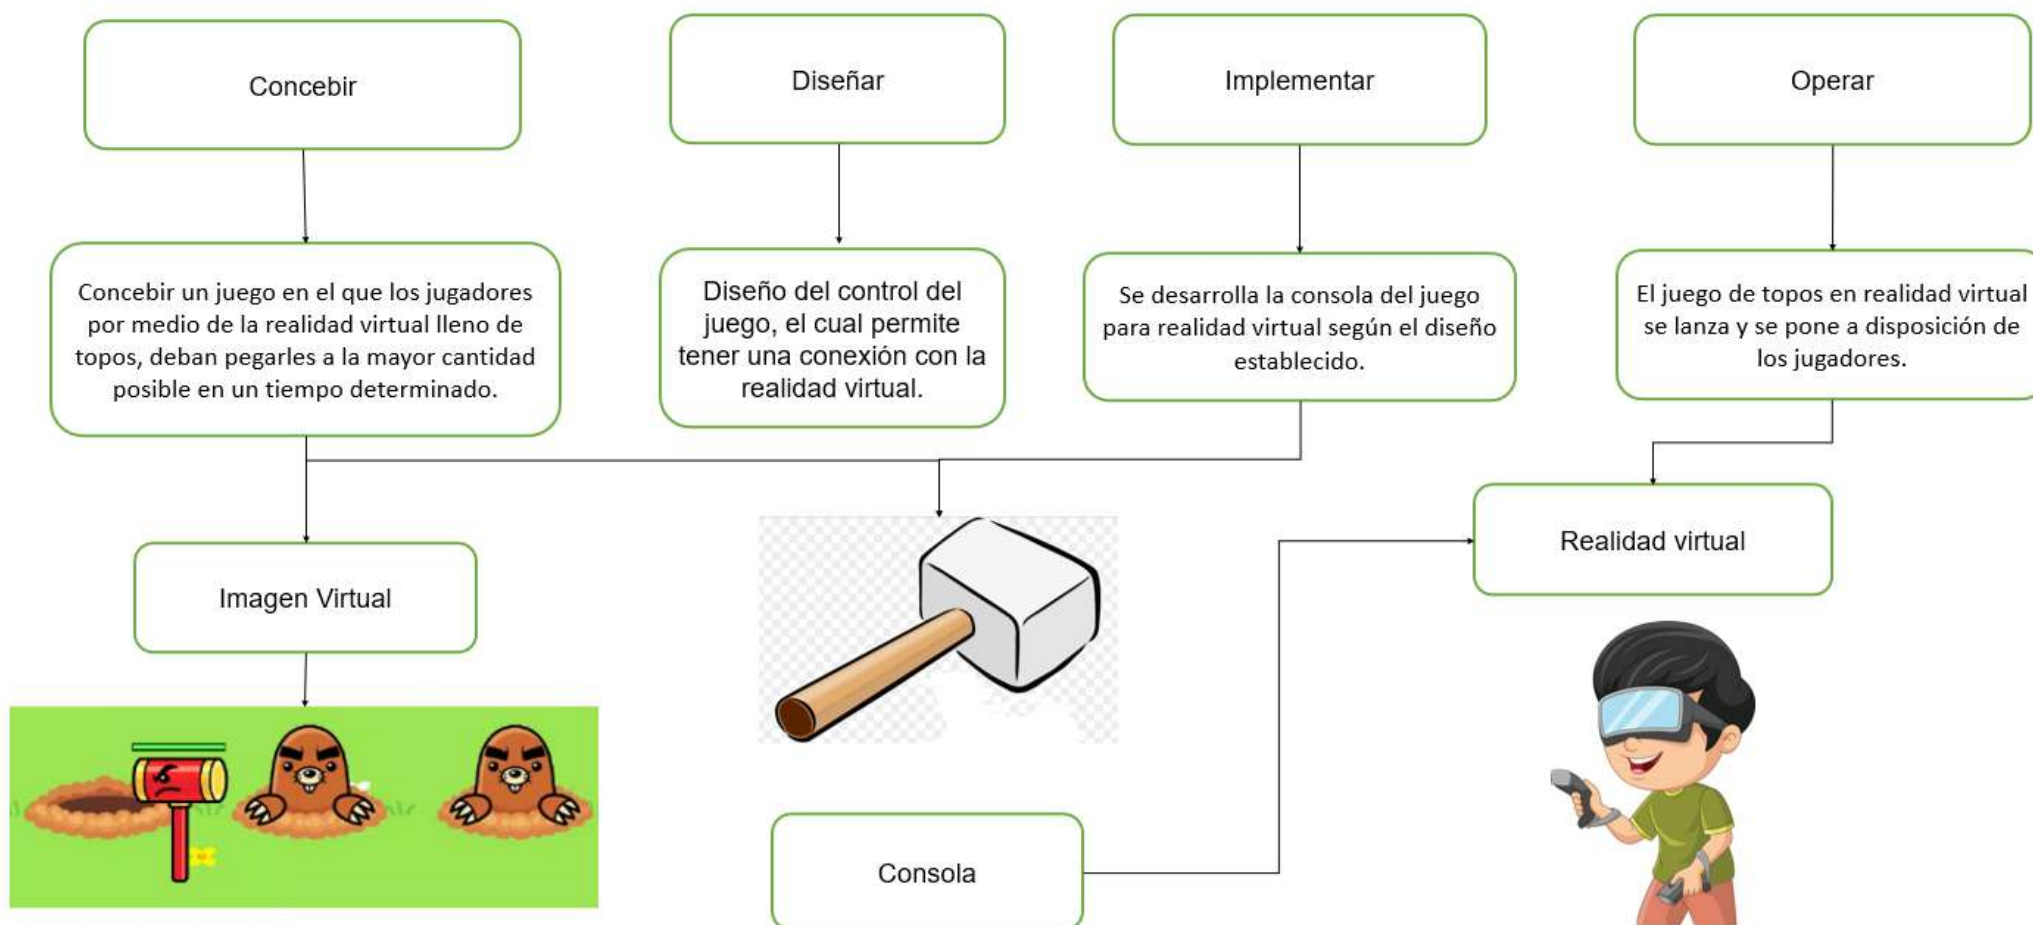 Concebir
Diseñar
Implementar
Operar
Concebir un juego en el que los jugadores
por medio de la realidad virtual lleno de
topos, deban pegarles a la mayor cantidad
posible en un tiempo determinado.
Diseño del control del
juego, el cual permite
tener una conexión con la
realidad virtual.
Se desarrolla la consola del juego
para realidad virtual según el diseño
establecido.
El juego de topos en realidad virtual
se lanza y se pone a disposición de
los jugadores.
Imagen Virtual
Realidad virtual
Consola